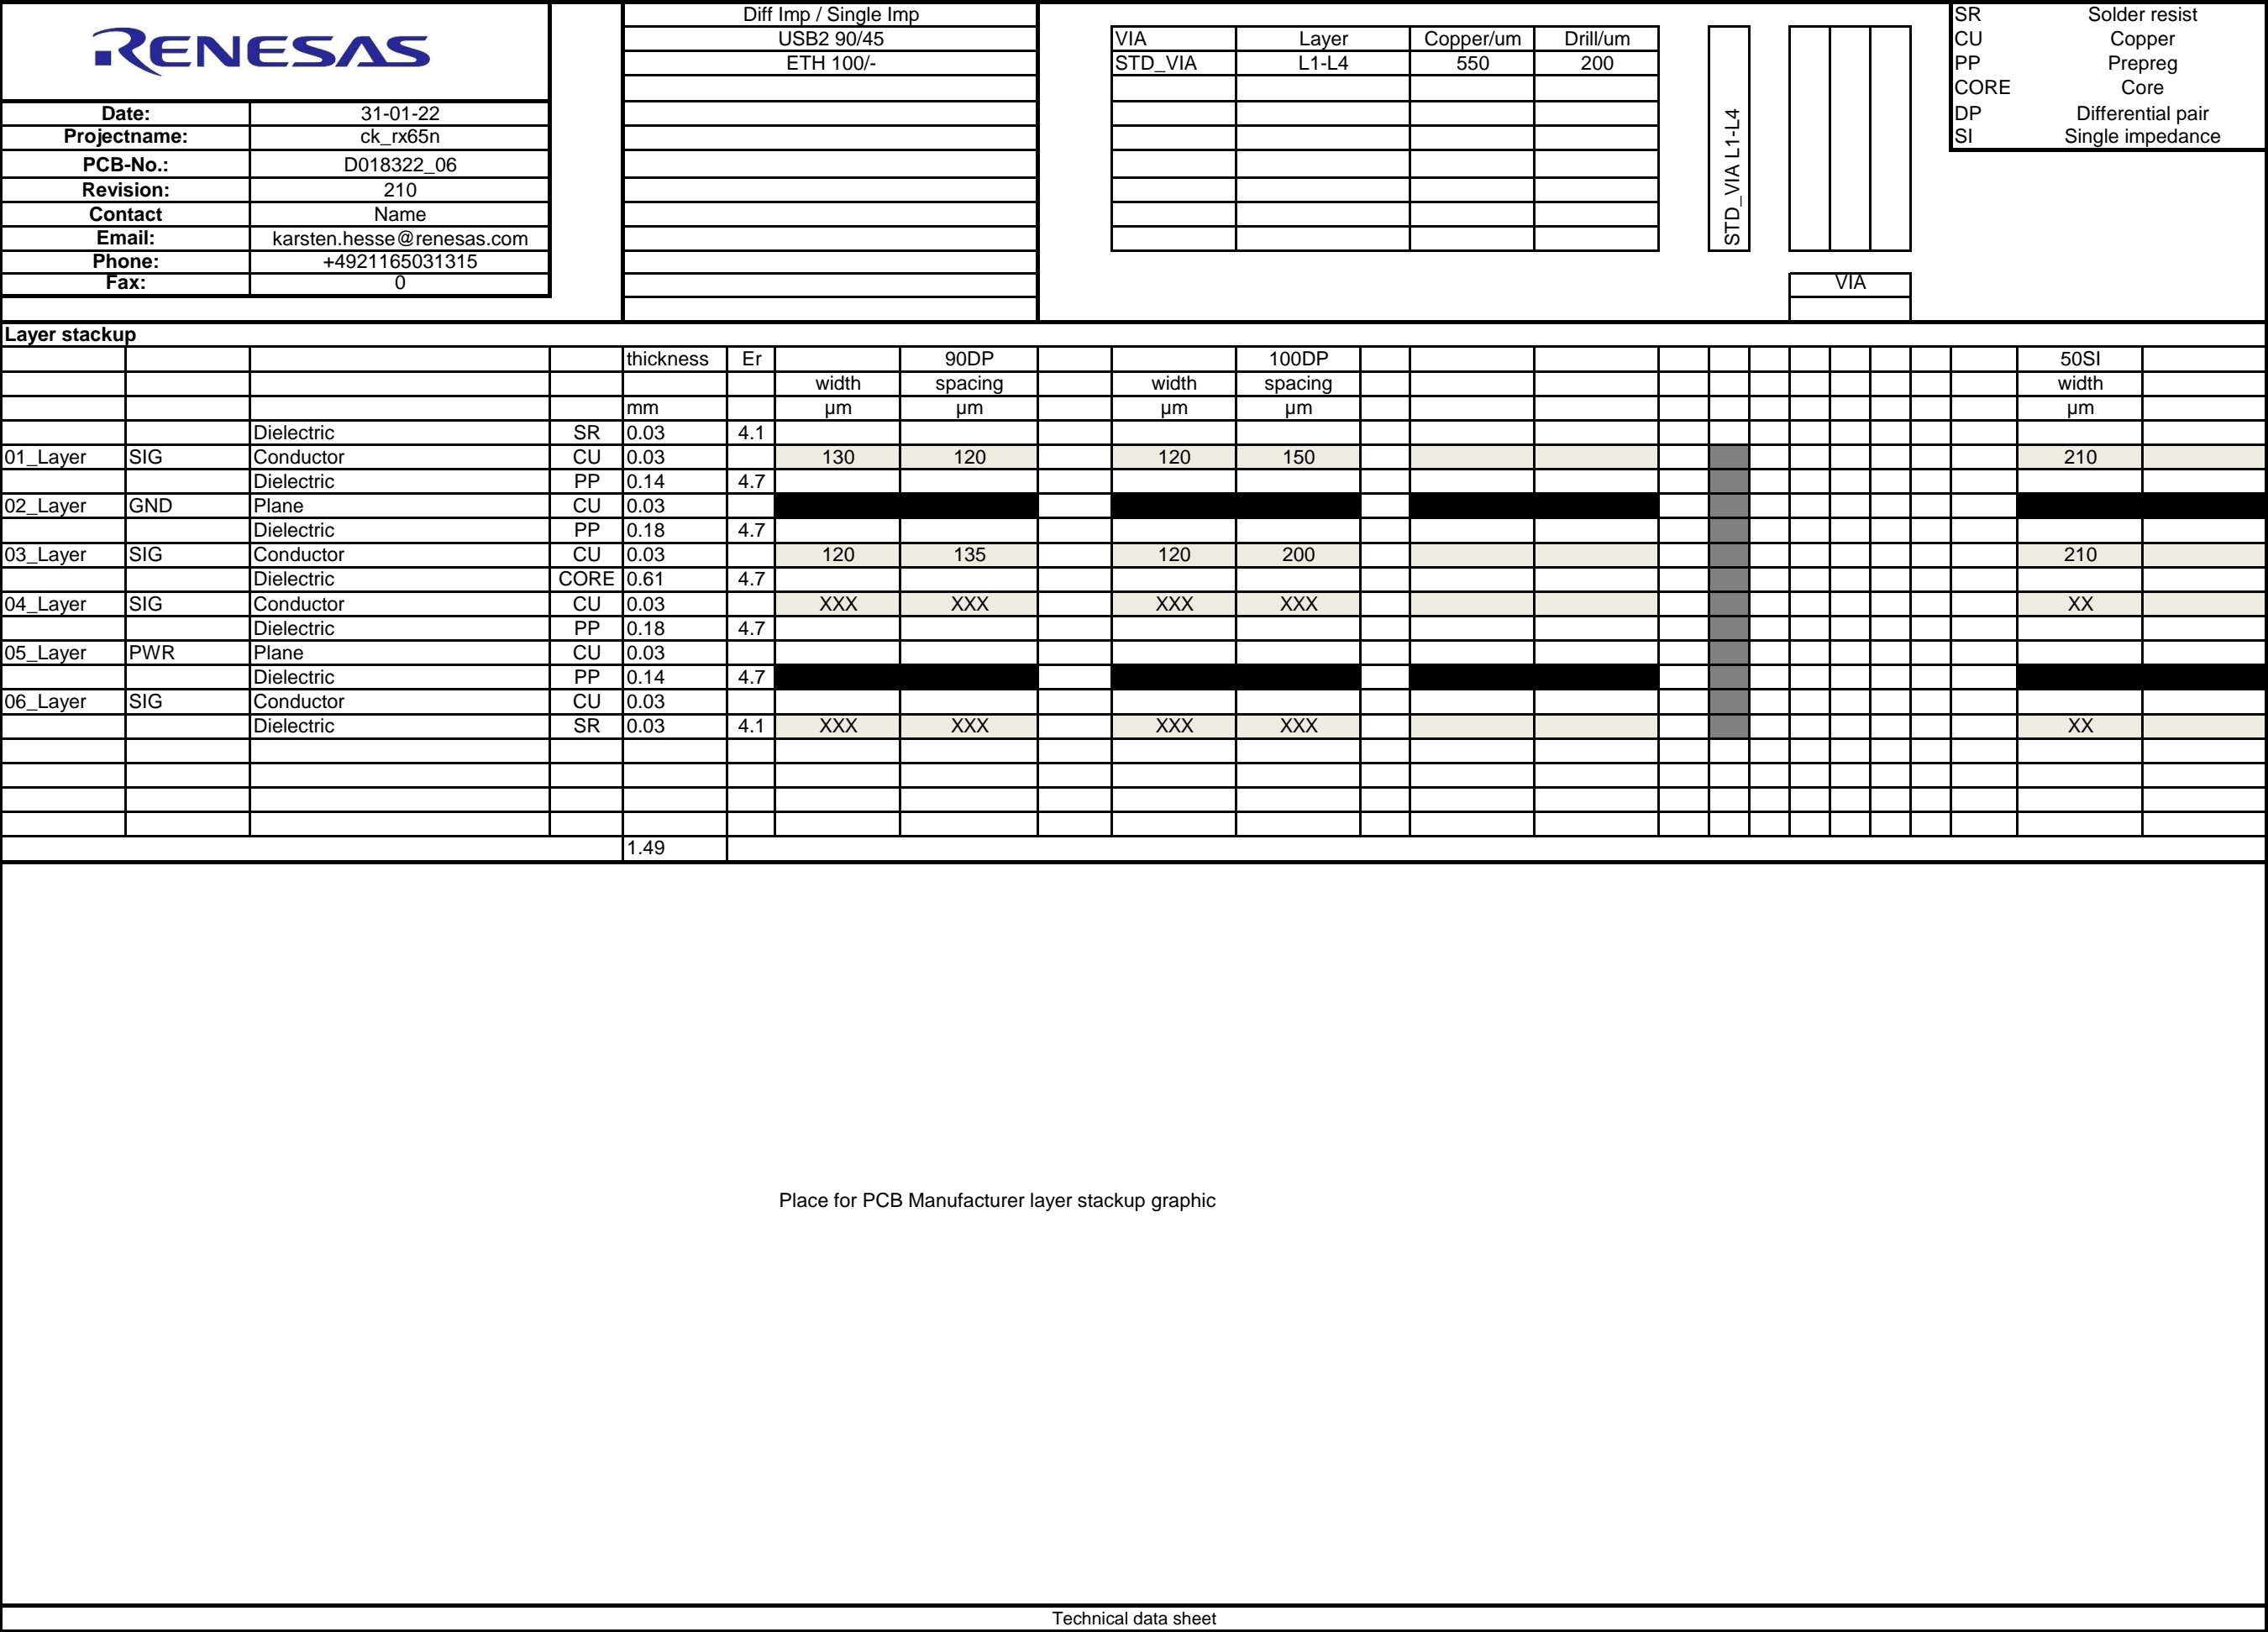 RENESAS
Date: 31-01-22
Projectname: ck_rx65n
PCB-No.: D018322_06
Revision: 210
Contact Name
Email: karsten.hesse@renesas.com
Phone: +4921165031315
Fax: 0
Diff Imp / Single Imp
USB2 90/45
ETH 100/-
VIA Layer Copper/um Drill/um
STD_VIA L1-L4 550 200
STD_VIA L1-L4
VIA
SR Solder resist
CU Copper
PP Prepreg
CORE Core
DP Differential pair
SI Single impedance
Layer stackup
thickness Er 90DP 100DP 50SI
width spacing width spacing width
mm µm µm µm µm µm
Dielectric SR 0.03 4.1
01_Layer SIG Conductor CU 0.03 130 120 120 150 210
Dielectric PP 0.14 4.7
02_Layer GND Plane CU 0.03
Dielectric PP 0.18 4.7
03_Layer SIG Conductor CU 0.03 120 135 120 200 210
Dielectric CORE 0.61 4.7
04_Layer SIG Conductor CU 0.03 XXX XXX XXX XXX XX
Dielectric PP 0.18 4.7
05_Layer PWR Plane CU 0.03
Dielectric PP 0.14 4.7
06_Layer SIG Conductor CU 0.03
Dielectric SR 0.03 4.1 XXX XXX XXX XXX XX
1.49
Place for PCB Manufacturer layer stackup graphic
Technical data sheet